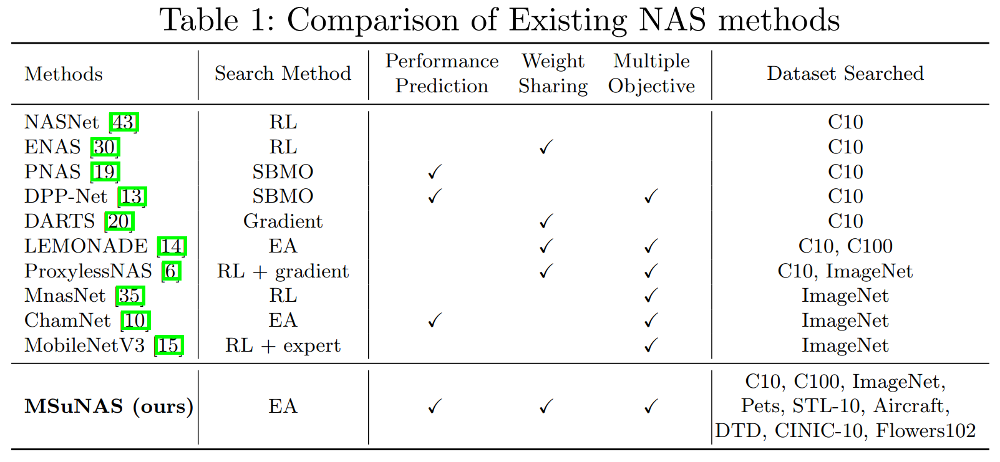 Table 1: Comparison of Existing NAS methods
Methods Search Method Performance Prediction Weight Sharing Multiple Objective Dataset Searched
NASNet [43] RL C10
ENAS [30] RL ✓ C10
PNAS [19] SBMO ✓ C10
DPP-Net [13] SBMO ✓ ✓ C10
DARTS [20] Gradient ✓ C10
LEMONADE [14] EA ✓ ✓ C10, C100
ProxylessNAS [6] RL + gradient ✓ ✓ C10, ImageNet
MnasNet [35] RL ✓ ImageNet
ChamNet [10] EA ✓ ✓ ImageNet
MobileNetV3 [15] RL + expert ✓ ImageNet
MSuNAS (ours) EA ✓ ✓ ✓ C10, C100, ImageNet,
Pets, STL-10, Aircraft,
DTD, CINIC-10, Flowers102